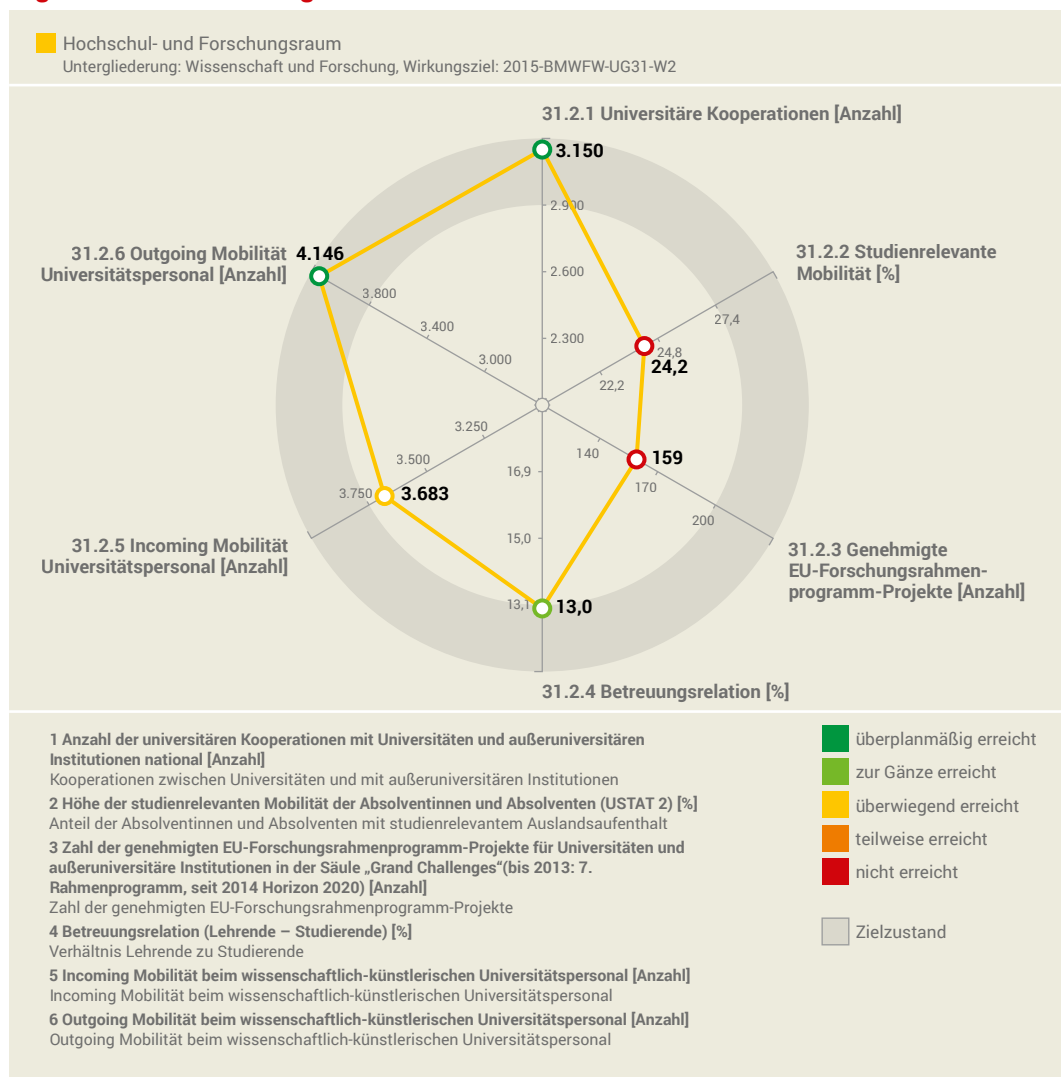 Hochschul- und Forschungsraum
Untergliederung: Wissenschaft und Forschung, Wirkungsziel: 2015-BMWFW-UG31-W2
31.2.1 Universitäre Kooperationen [Anzahl]
3.150
2.900
2.600
2.300
31.2.2 Studienrelevante
Mobilität [%]
27,4
24,8
24,2
22,2
31.2.3 Genehmigte
EU-Forschungsrahmen-
programm-Projekte [Anzahl]
140
159
170
200
31.2.4 Betreuungsrelation [%]
16,9
15,0
13,1
13,0
31.2.5 Incoming Mobilität
Universitätspersonal [Anzahl]
3.250
3.500
3.750
3.683
31.2.6 Outgoing Mobilität
Universitätspersonal [Anzahl]
4.146
3.800
3.400
3.000
1 Anzahl der universitären Kooperationen mit Universitäten und außeruniversitären
Institutionen national [Anzahl]
Kooperationen zwischen Universitäten und mit außeruniversitären Institutionen
2 Höhe der studienrelevanten Mobilität der Absolventinnen und Absolventen (USTAT 2) [%]
Anteil der Absolventinnen und Absolventen mit studienrelevantem Auslandsaufenthalt
3 Zahl der genehmigten EU-Forschungsrahmenprogramm-Projekte für Universitäten und
außeruniversitäre Institutionen in der Säule „Grand Challenges“(bis 2013: 7.
Rahmenprogramm, seit 2014 Horizon 2020) [Anzahl]
Zahl der genehmigten EU-Forschungsrahmenprogramm-Projekte
4 Betreuungsrelation (Lehrende – Studierende) [%]
Verhältnis Lehrende zu Studierende
5 Incoming Mobilität beim wissenschaftlich-künstlerischen Universitätspersonal [Anzahl]
Incoming Mobilität beim wissenschaftlich-künstlerischen Universitätspersonal
6 Outgoing Mobilität beim wissenschaftlich-künstlerischen Universitätspersonal [Anzahl]
Outgoing Mobilität beim wissenschaftlich-künstlerischen Universitätspersonal
überplanmäßig erreicht
zur Gänze erreicht
überwiegend erreicht
teilweise erreicht
nicht erreicht
Zielzustand